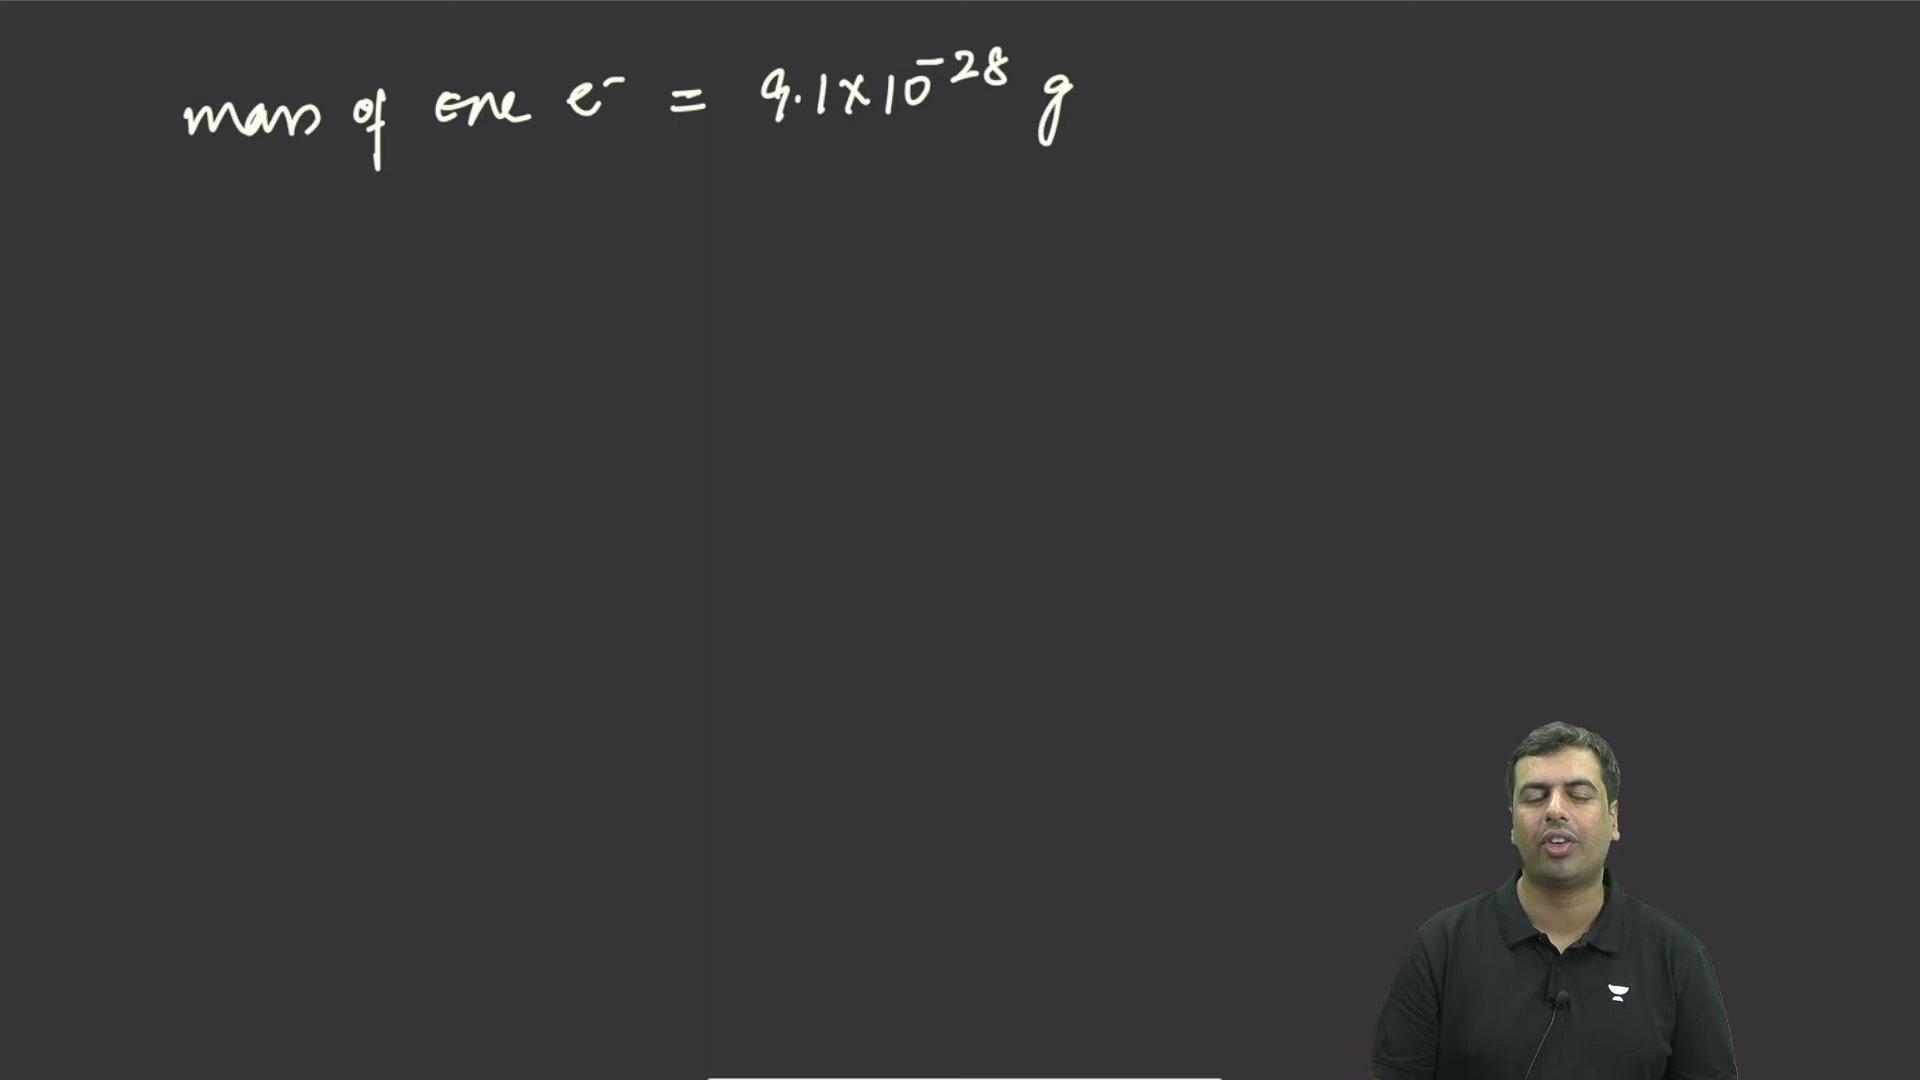 mass of one e⁻ = 9.1×10⁻²⁸ g